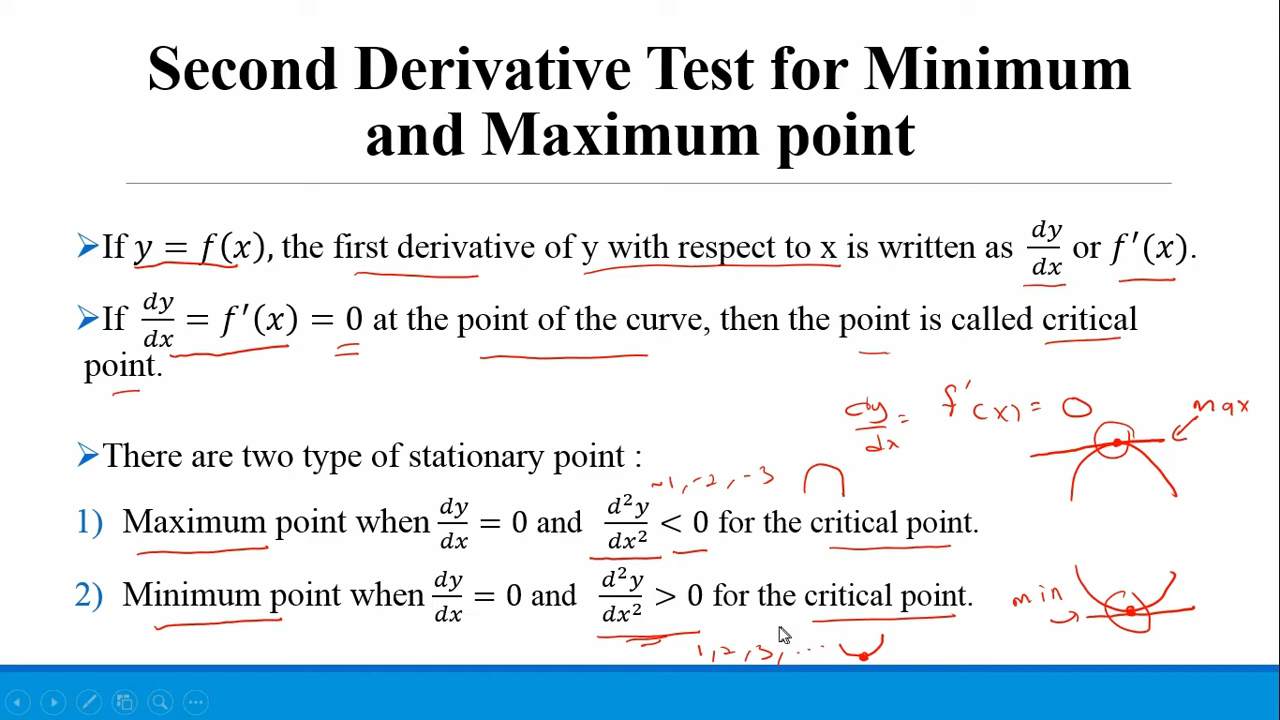 Second Derivative Test for Minimum
and Maximum point
➢If y = f(x), the first derivative of y with respect to x is written as dy/dx or f′(x).
➢If dy/dx = f′(x) = 0 at the point of the curve, then the point is called critical
point.
dy/dx = f'(x) = 0
max
➢There are two type of stationary point :
-1, -2, -3
1) Maximum point when dy/dx = 0 and d²y/dx² < 0 for the critical point.
2) Minimum point when dy/dx = 0 and d²y/dx² > 0 for the critical point.
min
1, 2, 3, ...